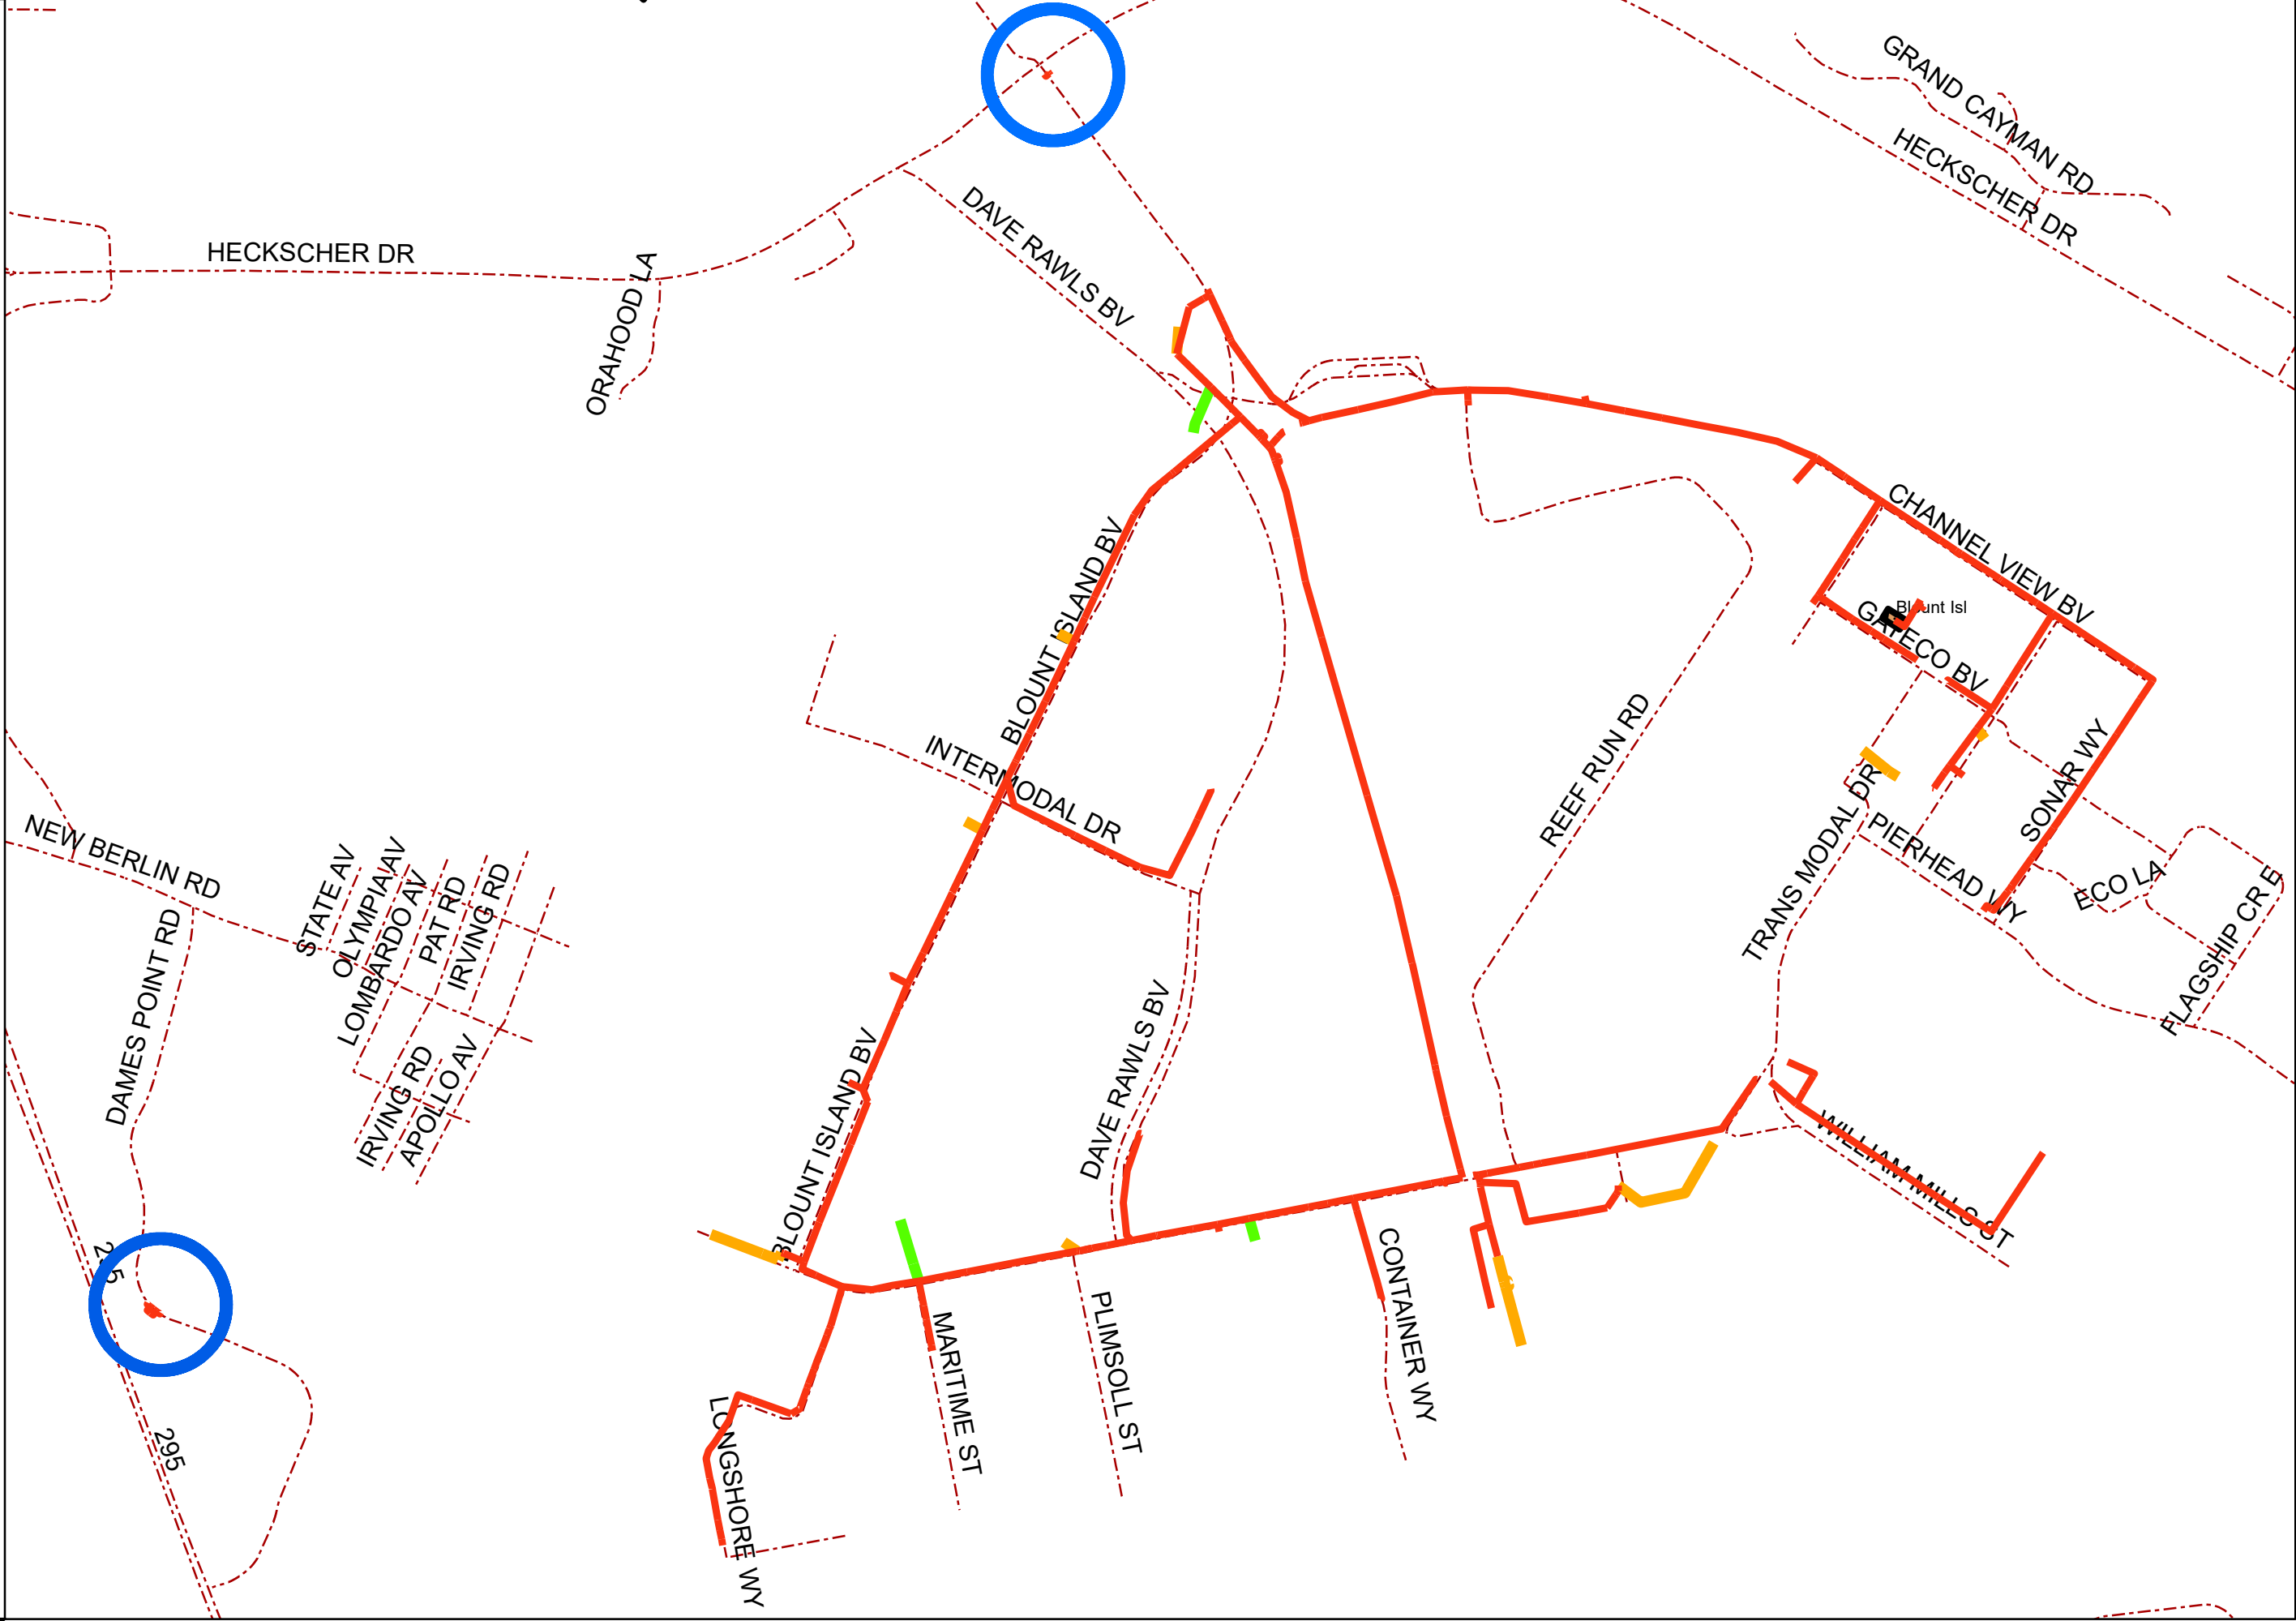 GRAND CAYMAN RD
HECKSCHER DR
DAVE RAWLS BV
HECKSCHER DR
ORAHOOD LA
CHANNEL VIEW BV
BLOUNT ISLAND BV
Blount Isl
GATECO BV
INTERMODAL DR
REEF RUN RD
SONAR WY
NEW BERLIN RD
TRANS MODAL DR
PIERHEAD WY
STATE AV
OLYMPIA AV
LOMBARDO AV
PAT RD
IRVING RD
ECO LA
FLAGSHIP CR E
DAMES POINT RD
DAVE RAWLS BV
BLOUNT ISLAND BV
IRVING RD
APOLLO AV
WILLIAM MILLS ST
295
CONTAINER WY
PLIMSOLL ST
MARITIME ST
LONGSHORE WY
295